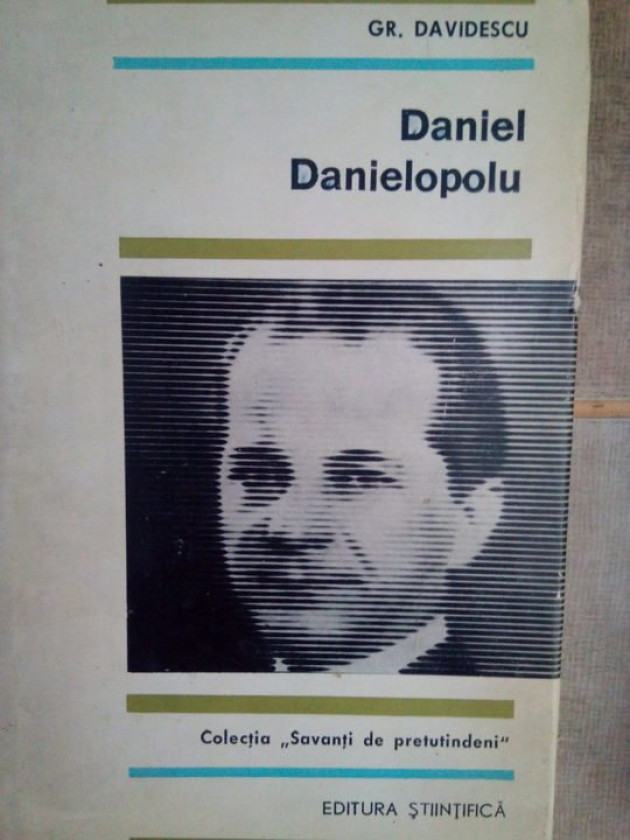 GR. DAVIDESCU
Daniel
Danielopolu
Colecția „Savanți de pretutindeni“
EDITURA ȘTIINȚIFICĂ